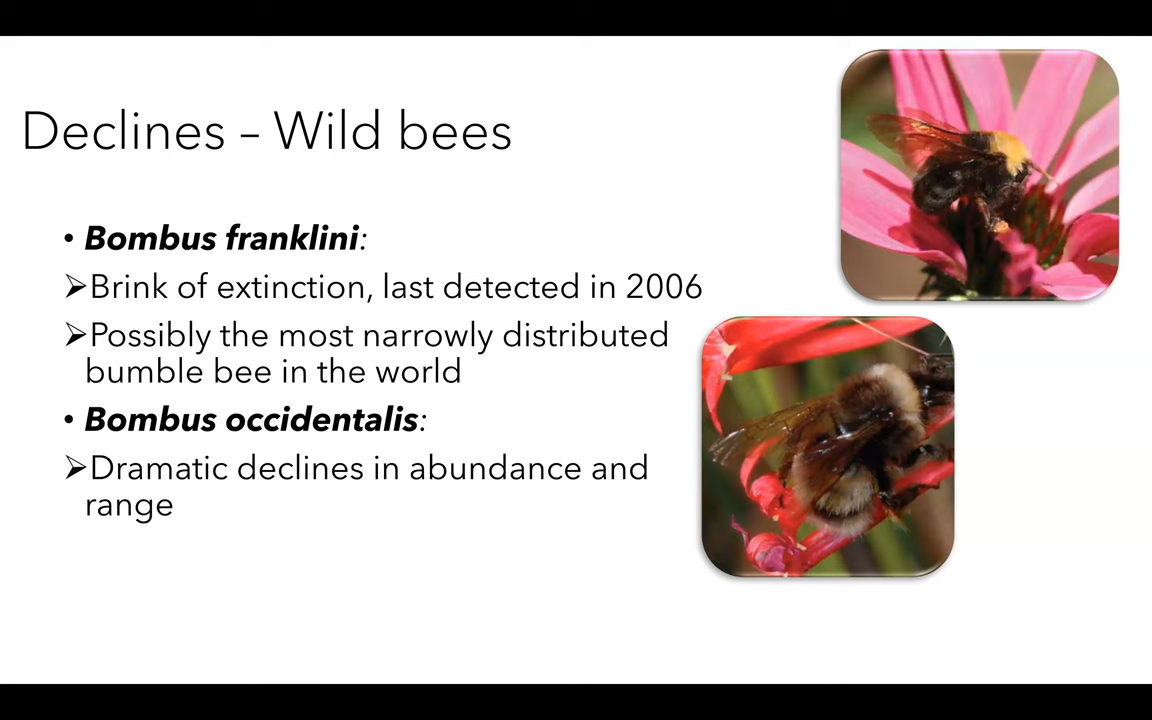 Declines – Wild bees
• Bombus franklini:
➢Brink of extinction, last detected in 2006
➢Possibly the most narrowly distributed
bumble bee in the world
• Bombus occidentalis:
➢Dramatic declines in abundance and
range